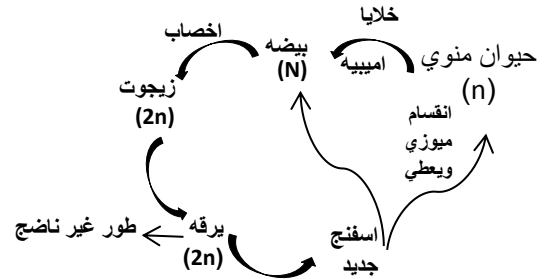 خلايا
اميبيه
حيوان منوي
(n)
بيضه
(N)
اخصاب
زيجوت
(2n)
انقسام
ميوزي
ويعطي
يرقه
(2n)
طور غير ناضج
اسفنج
جديد